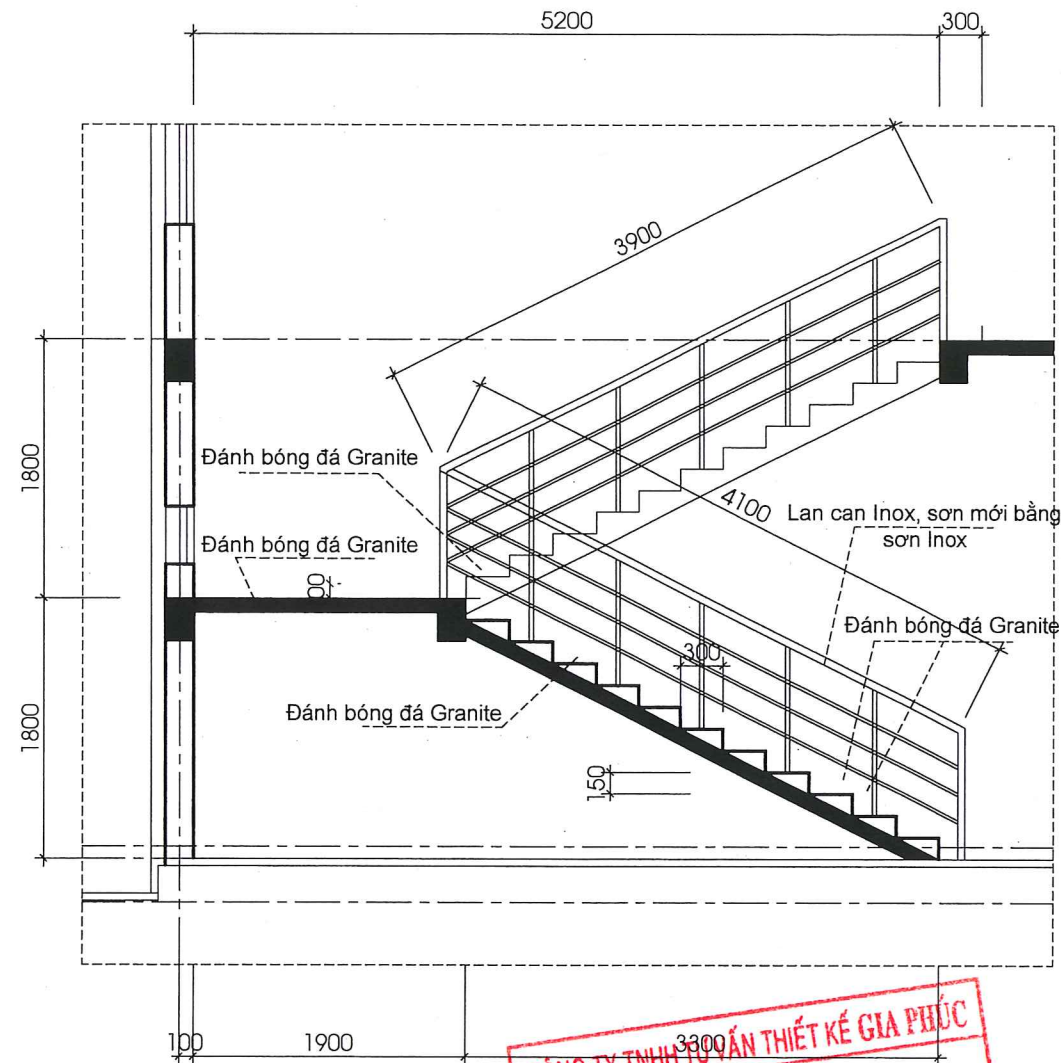 5200
300
3900
1800
Đánh bóng đá Granite
4100
Lan can Inox, sơn mới bằng
sơn Inox
Đánh bóng đá Granite
00
Đánh bóng đá Granite
300
Đánh bóng đá Granite
1800
150
TNHH TƯ VẤN THIẾT KẾ GIA PHÚC
100
1900
3300